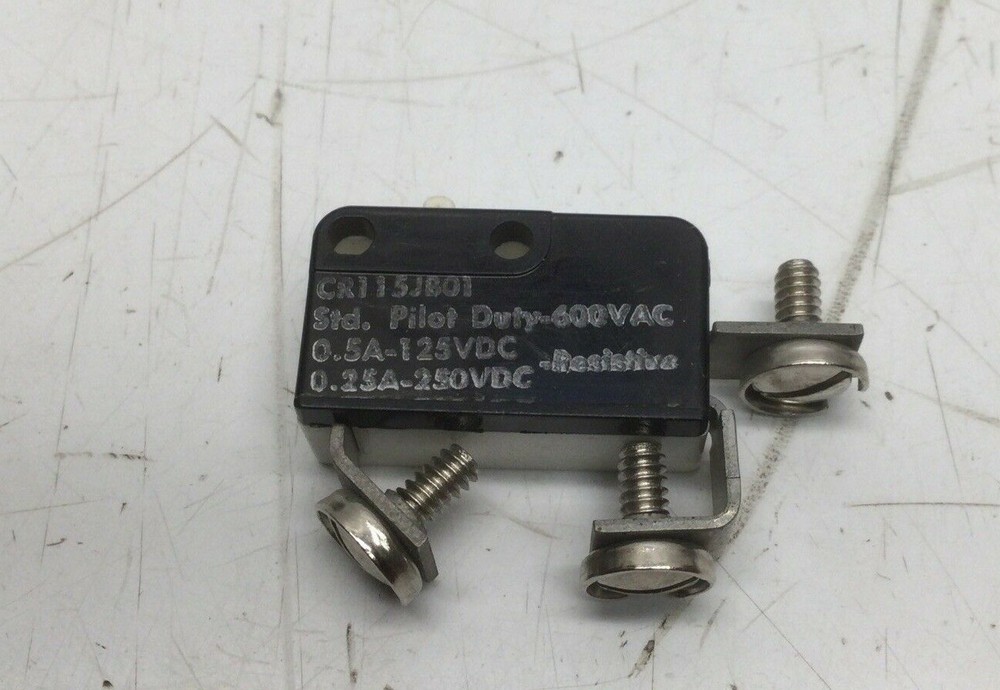 CR115JB01
Std. Pilot Duty-600VAC
0.5A-125VDC
-Resistive
0.25A-250VDC